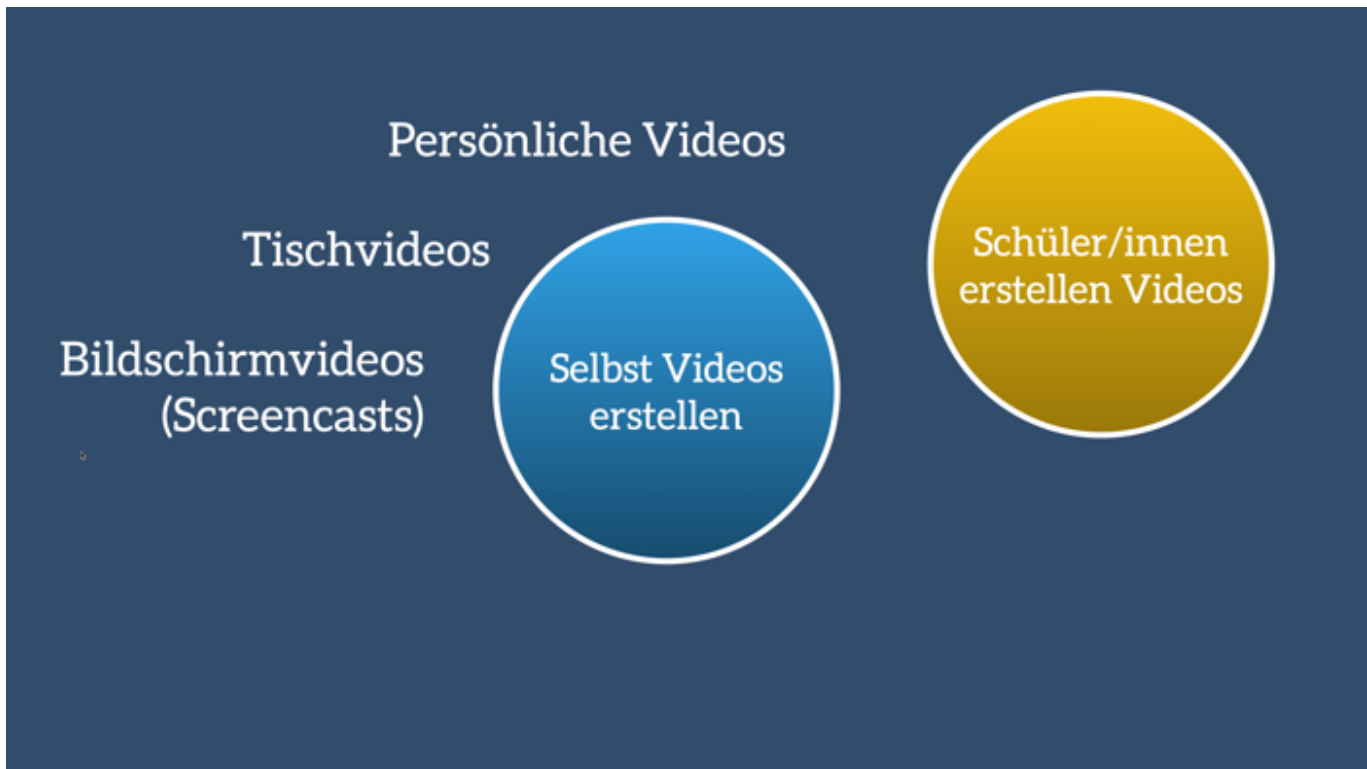 Persönliche Videos
Tischvideos
Bildschirmvideos
(Screencasts)
Selbst Videos
erstellen
Schüler/innen
erstellen Videos